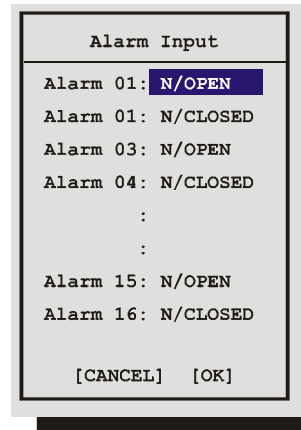 Alarm Input
Alarm 01: N/OPEN
Alarm 01: N/CLOSED
Alarm 03: N/OPEN
Alarm 04: N/CLOSED
:
:
Alarm 15: N/OPEN
Alarm 16: N/CLOSED
[CANCEL] [OK]